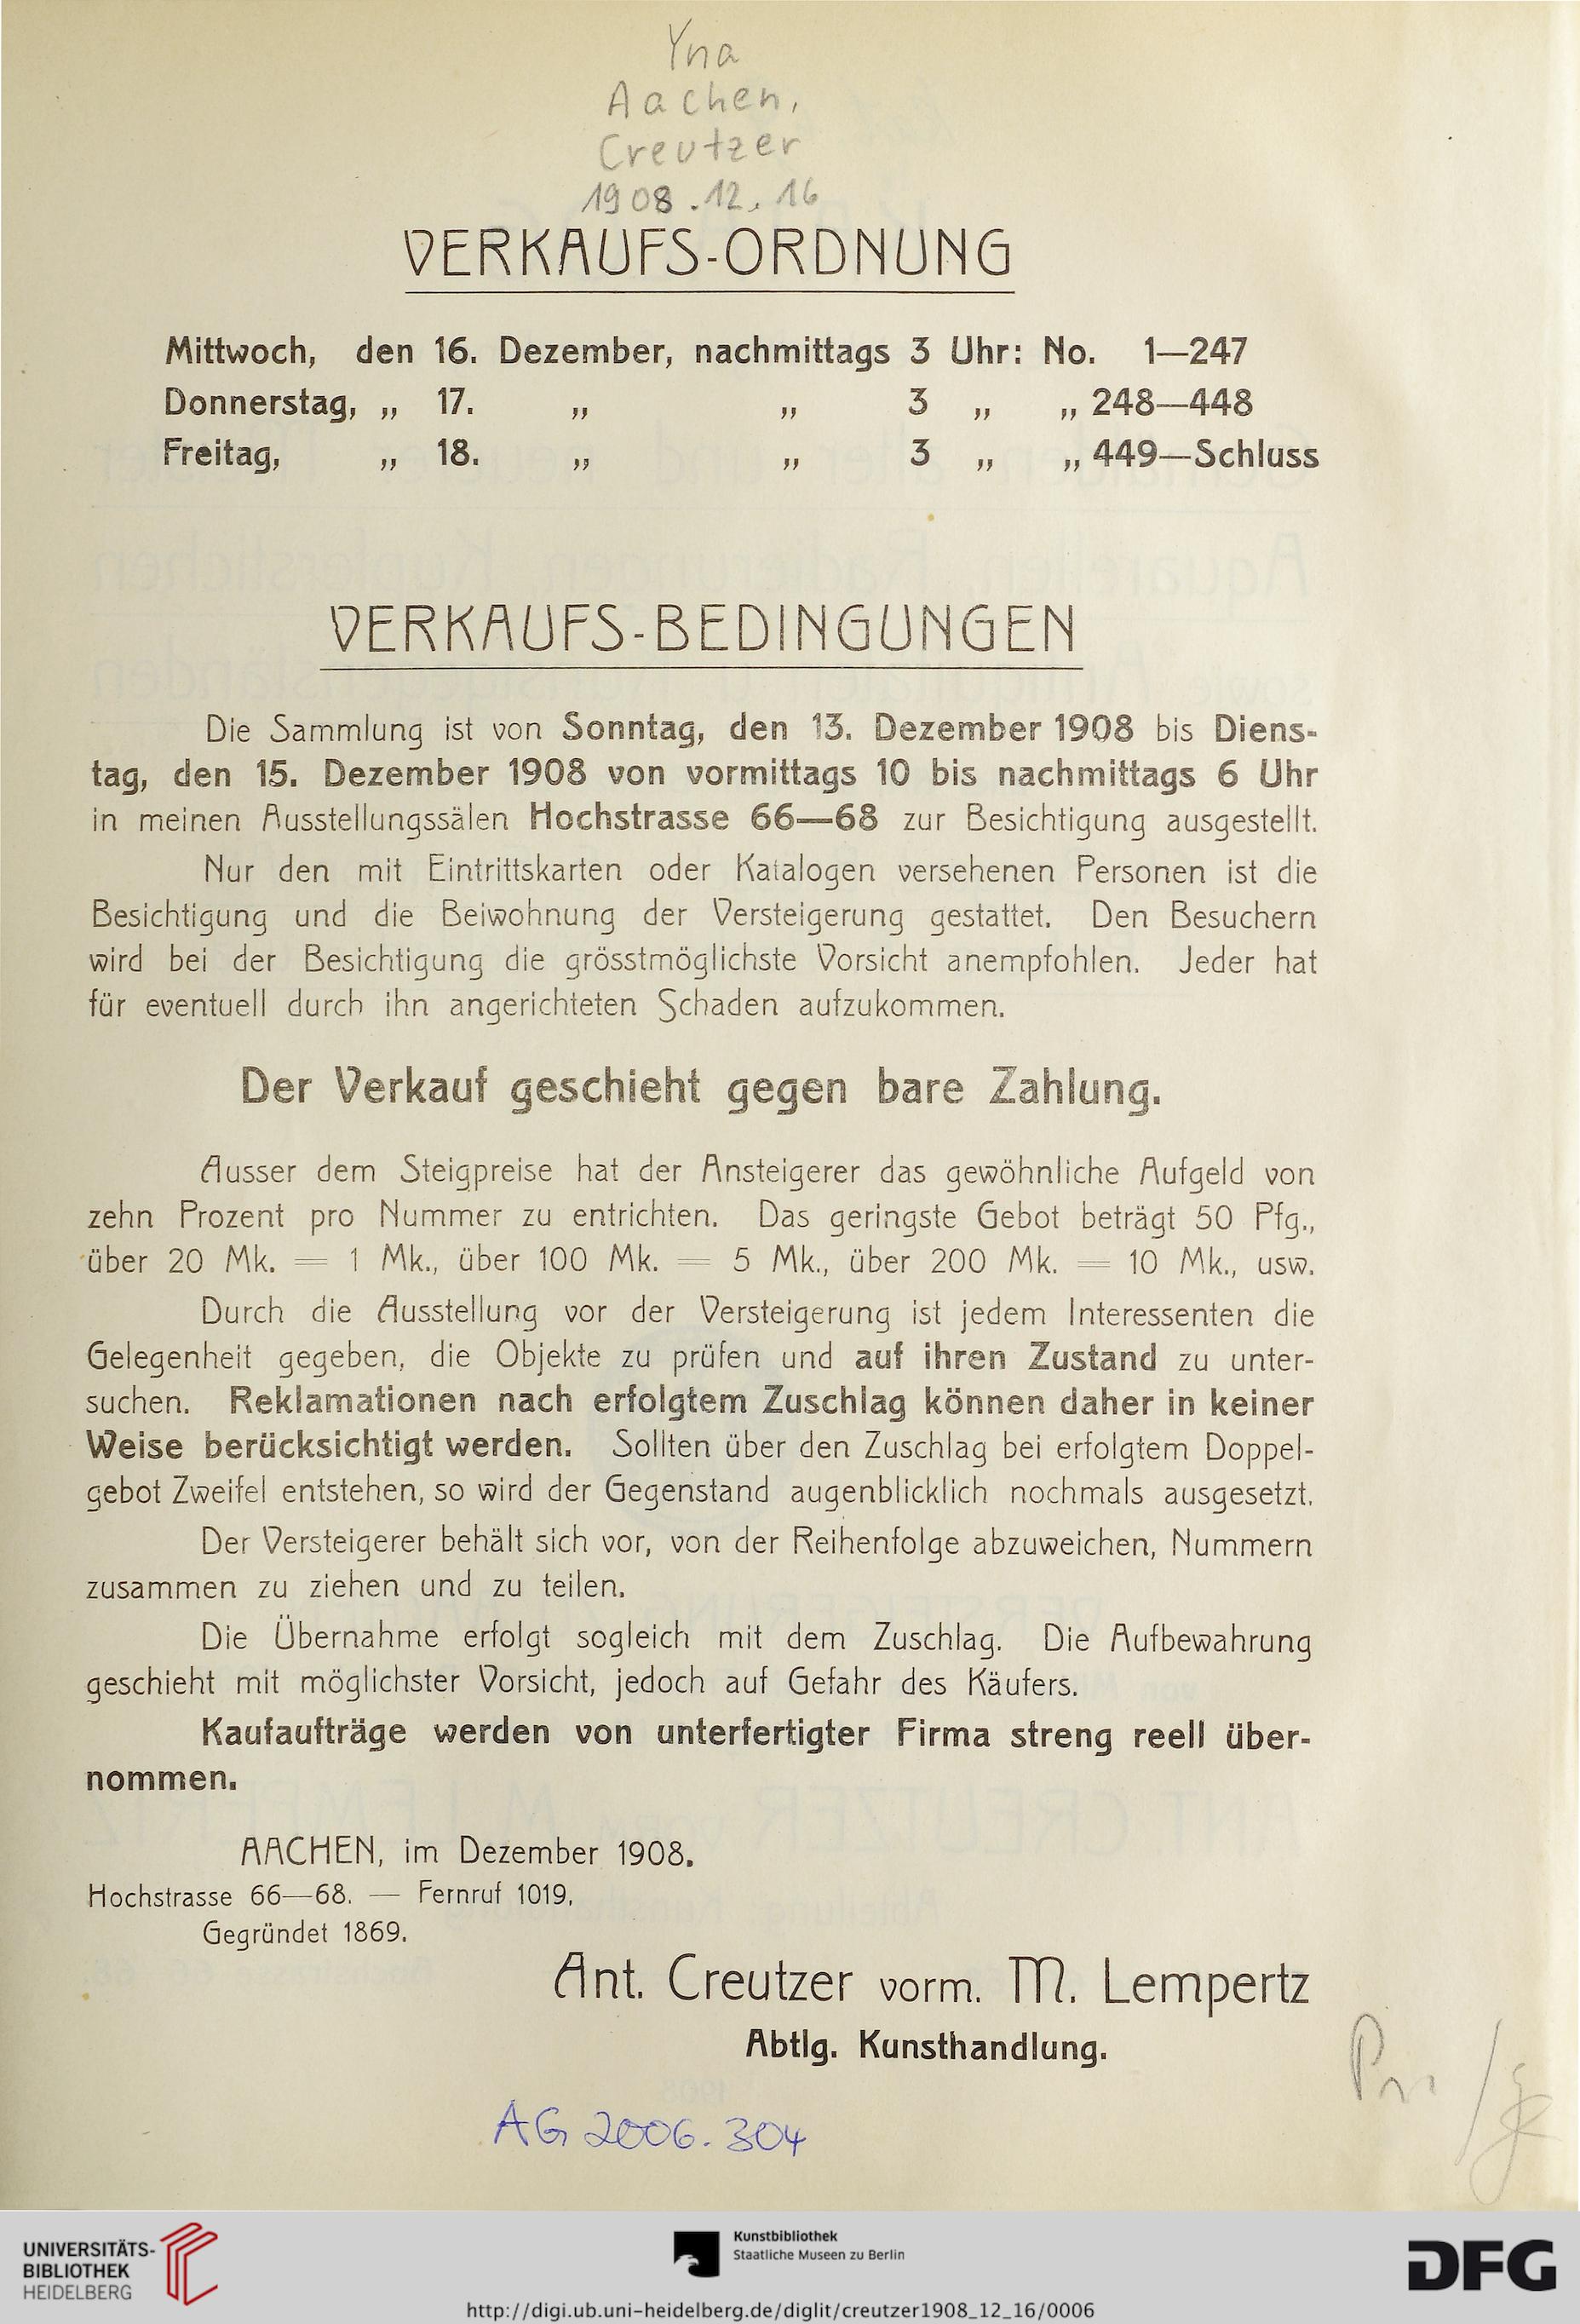 Yna
Aachen,
Creutzer
1908.12.16
VERKAUFS-ORDNUNG
Mittwoch, den 16. Dezember, nachmittags 3 Uhr: No. 1—247
Donnerstag, „ 17. „ „ 3 „ „ 248—448
Freitag, „ 18. „ „ 3 „ „ 449—Schluss
VERKAUFS-BEDINGUNGEN
Die Sammlung ist von Sonntag, den 13. Dezember 1908 bis Diens-
tag, den 15. Dezember 1908 von vormittags 10 bis nachmittags 6 Uhr
in meinen Ausstellungssälen Hochstrasse 66—68 zur Besichtigung ausgestellt.
Nur den mit Eintrittskarten oder Katalogen versehenen Personen ist die
Besichtigung und die Beiwohnung der Versteigerung gestattet. Den Besuchern
wird bei der Besichtigung die grösstmöglichste Vorsicht anempfohlen. Jeder hat
für eventuell durch ihn angerichteten Schaden aufzukommen.
Der Verkauf geschieht gegen bare Zahlung.
Ausser dem Steigpreise hat der Ansteigerer das gewöhnliche Aufgeld von
zehn Prozent pro Nummer zu entrichten. Das geringste Gebot beträgt 50 Pfg.,
über 20 Mk. = 1 Mk., über 100 Mk. = 5 Mk., über 200 Mk. = 10 Mk., usw.
Durch die Ausstellung vor der Versteigerung ist jedem Interessenten die
Gelegenheit gegeben, die Objekte zu prüfen und auf ihren Zustand zu unter-
suchen. Reklamationen nach erfolgtem Zuschlag können daher in keiner
Weise berücksichtigt werden. Sollten über den Zuschlag bei erfolgtem Doppel-
gebot Zweifel entstehen, so wird der Gegenstand augenblicklich nochmals ausgesetzt.
Der Versteigerer behält sich vor, von der Reihenfolge abzuweichen, Nummern
zusammen zu ziehen und zu teilen.
Die Übernahme erfolgt sogleich mit dem Zuschlag. Die Aufbewahrung
geschieht mit möglichster Vorsicht, jedoch auf Gefahr des Käufers.
Kaufaufträge werden von unterfertigter Firma streng reell über-
nommen.
AACHEN, im Dezember 1908.
Hochstrasse 66—68. — Fernruf 1019.
Gegründet 1869.
Ant. Creutzer vorm. M. Lempertz
Abtlg. Kunsthandlung.
AG 2006.304
UNIVERSITÄTS-
BIBLIOTHEK
HEIDELBERG
Kunstbibliothek
Staatliche Museen zu Berlin
DFG
http://digi.ub.uni-heidelberg.de/diglit/creutzer1908_12_16/0006